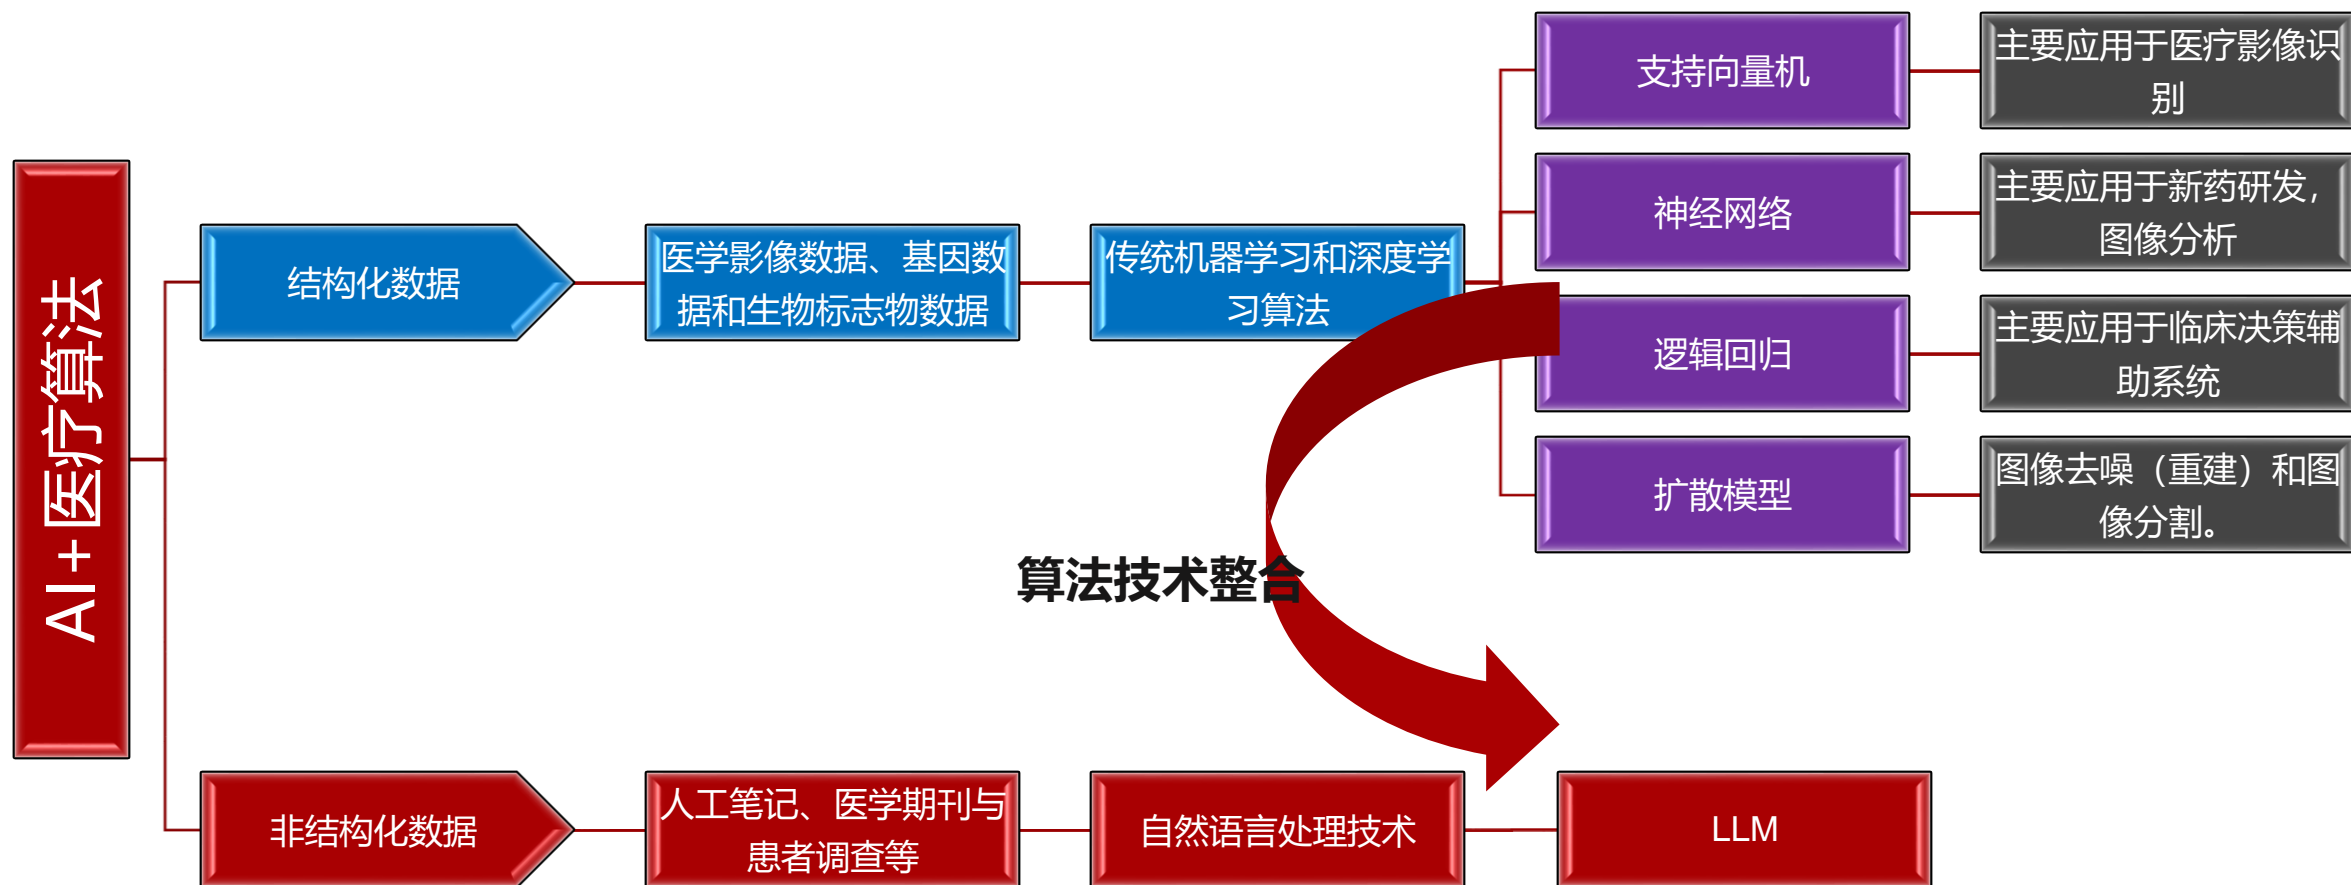 AI+医疗算法
结构化数据
医学影像数据、基因数
据和生物标志物数据
传统机器学习和深度学
习算法
支持向量机
主要应用于医疗影像识
别
神经网络
主要应用于新药研发，
图像分析
逻辑回归
主要应用于临床决策辅
助系统
扩散模型
图像去噪（重建）和图
像分割。
算法技术整合
非结构化数据
人工笔记、医学期刊与
患者调查等
自然语言处理技术
LLM